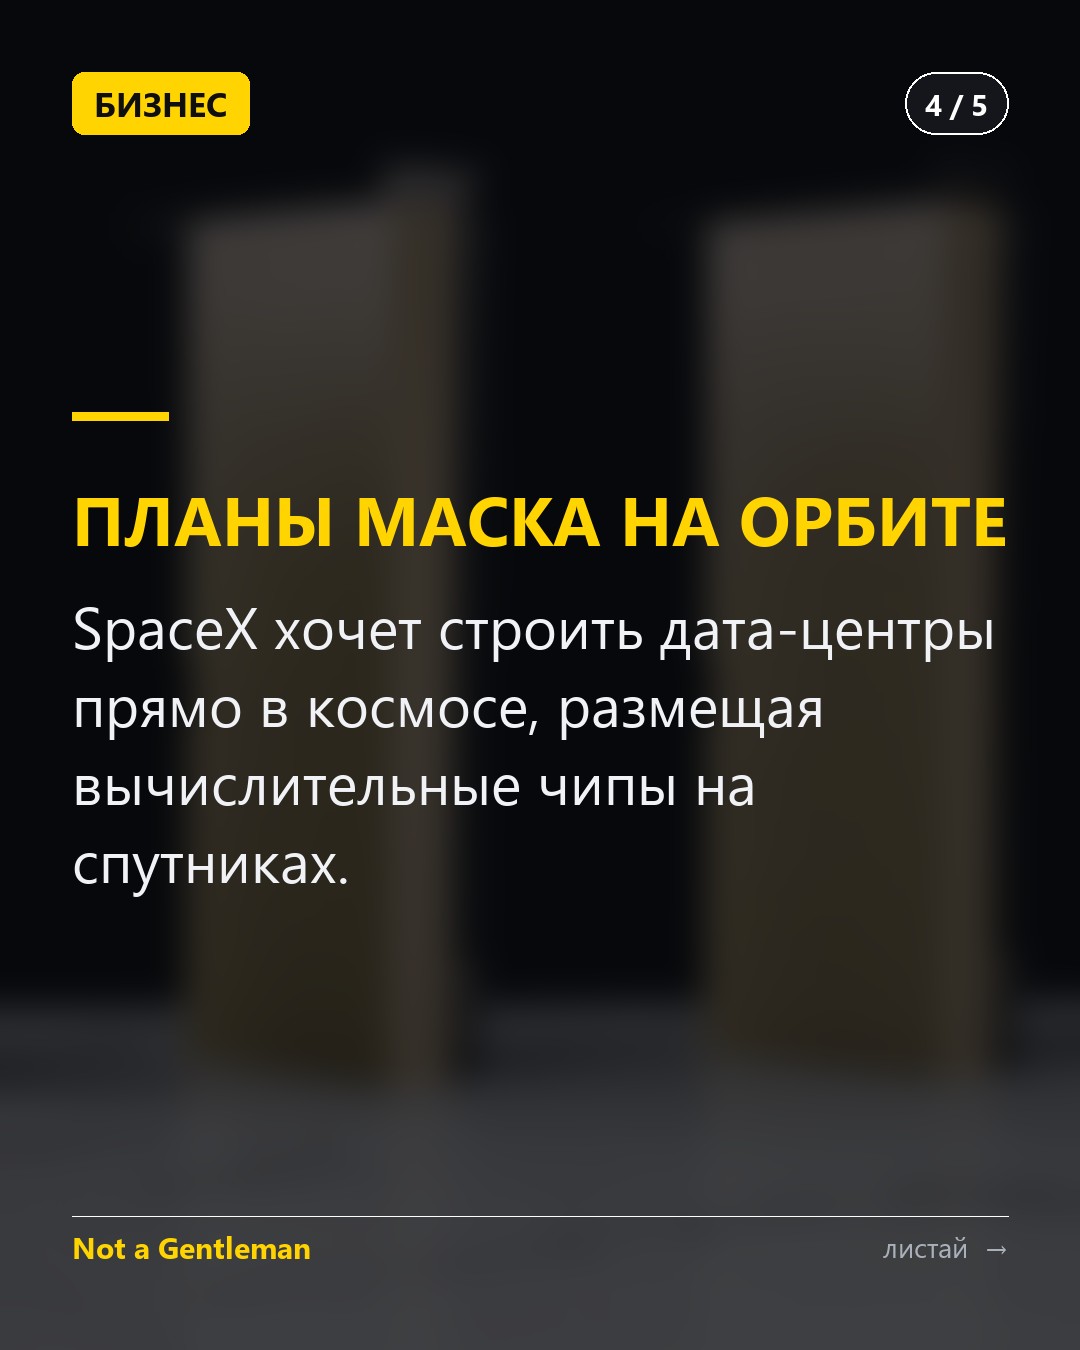 БИЗНЕС
4 / 5
ПЛАНЫ МАСКА НА ОРБИТЕ
SpaceX хочет строить дата-центры
прямо в космосе, размещая
вычислительные чипы на
спутниках.
Not a Gentleman
листай →